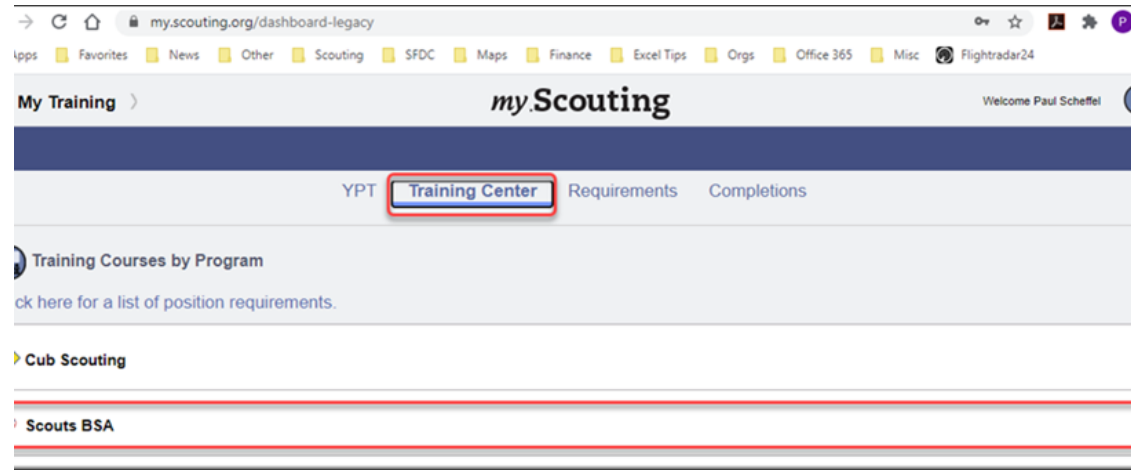 my.scouting.org/dashboard-legacy P
Apps Favorites News Other Scouting SFDC Maps Finance Excel Tips Orgs Office 365 Misc Flightradar24
My Training my.Scouting Welcome Paul Scheffel
YPT Training Center Requirements Completions
Training Courses by Program
ck here for a list of position requirements.
Cub Scouting
Scouts BSA